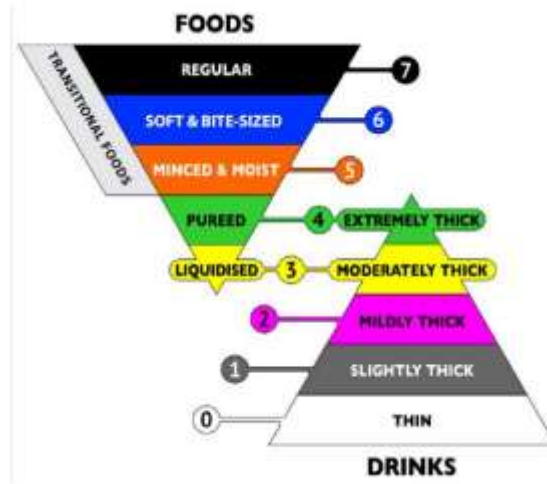 FOODS
TRANSITIONAL FOODS
REGULAR
7
SOFT & BITE-SIZED
6
MINCED & MOIST
5
PUREED
4
EXTREMELY THICK
LIQUIDISED
3
MODERATELY THICK
2
MILDLY THICK
1
SLIGHTLY THICK
0
THIN
DRINKS